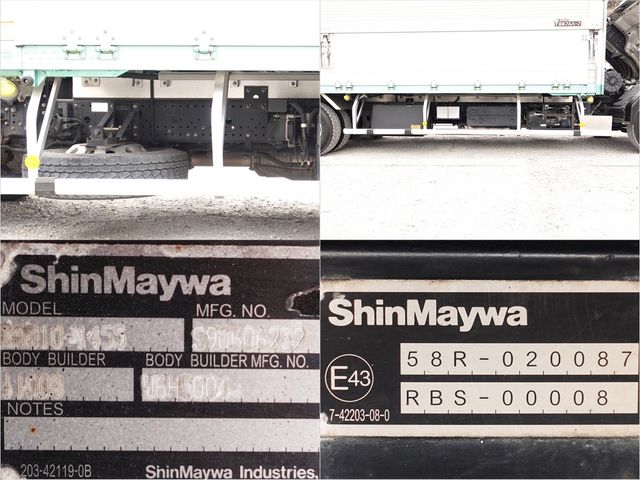 ShinMaywa
MODEL
MFG. NO.
S90606232
BODY BUILDER
BODY BUILDER MFG. NO.
NOTES
203-42119-0B
ShinMaywa Industries,
ShinMaywa
E43
58R-020087
RBS-00008
7-42203-08-0